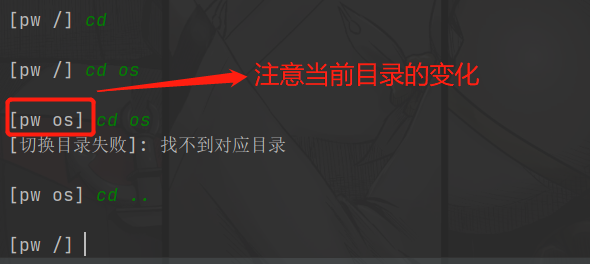 [pw /] cd
[pw /] cd os
注意当前目录的变化
[pw os] cd os
[切换目录失败]: 找不到对应目录
[pw os] cd ..
[pw /]